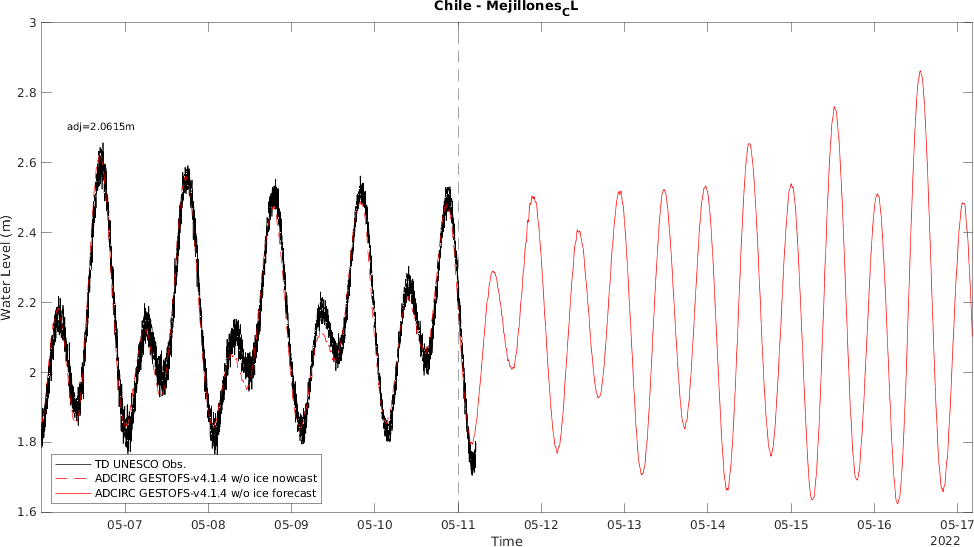 Chile - Mejillones_CL
3
2.8
adj=2.0615m
2.6
2.4
Water Level (m)
2.2
2
1.8
TD UNESCO Obs.
ADCIRC GESTOFS-v4.1.4 w/o ice nowcast
ADCIRC GESTOFS-v4.1.4 w/o ice forecast
1.6
05-07 05-08 05-09 05-10 05-11 05-12 05-13 05-14 05-15 05-16 05-17
Time
2022